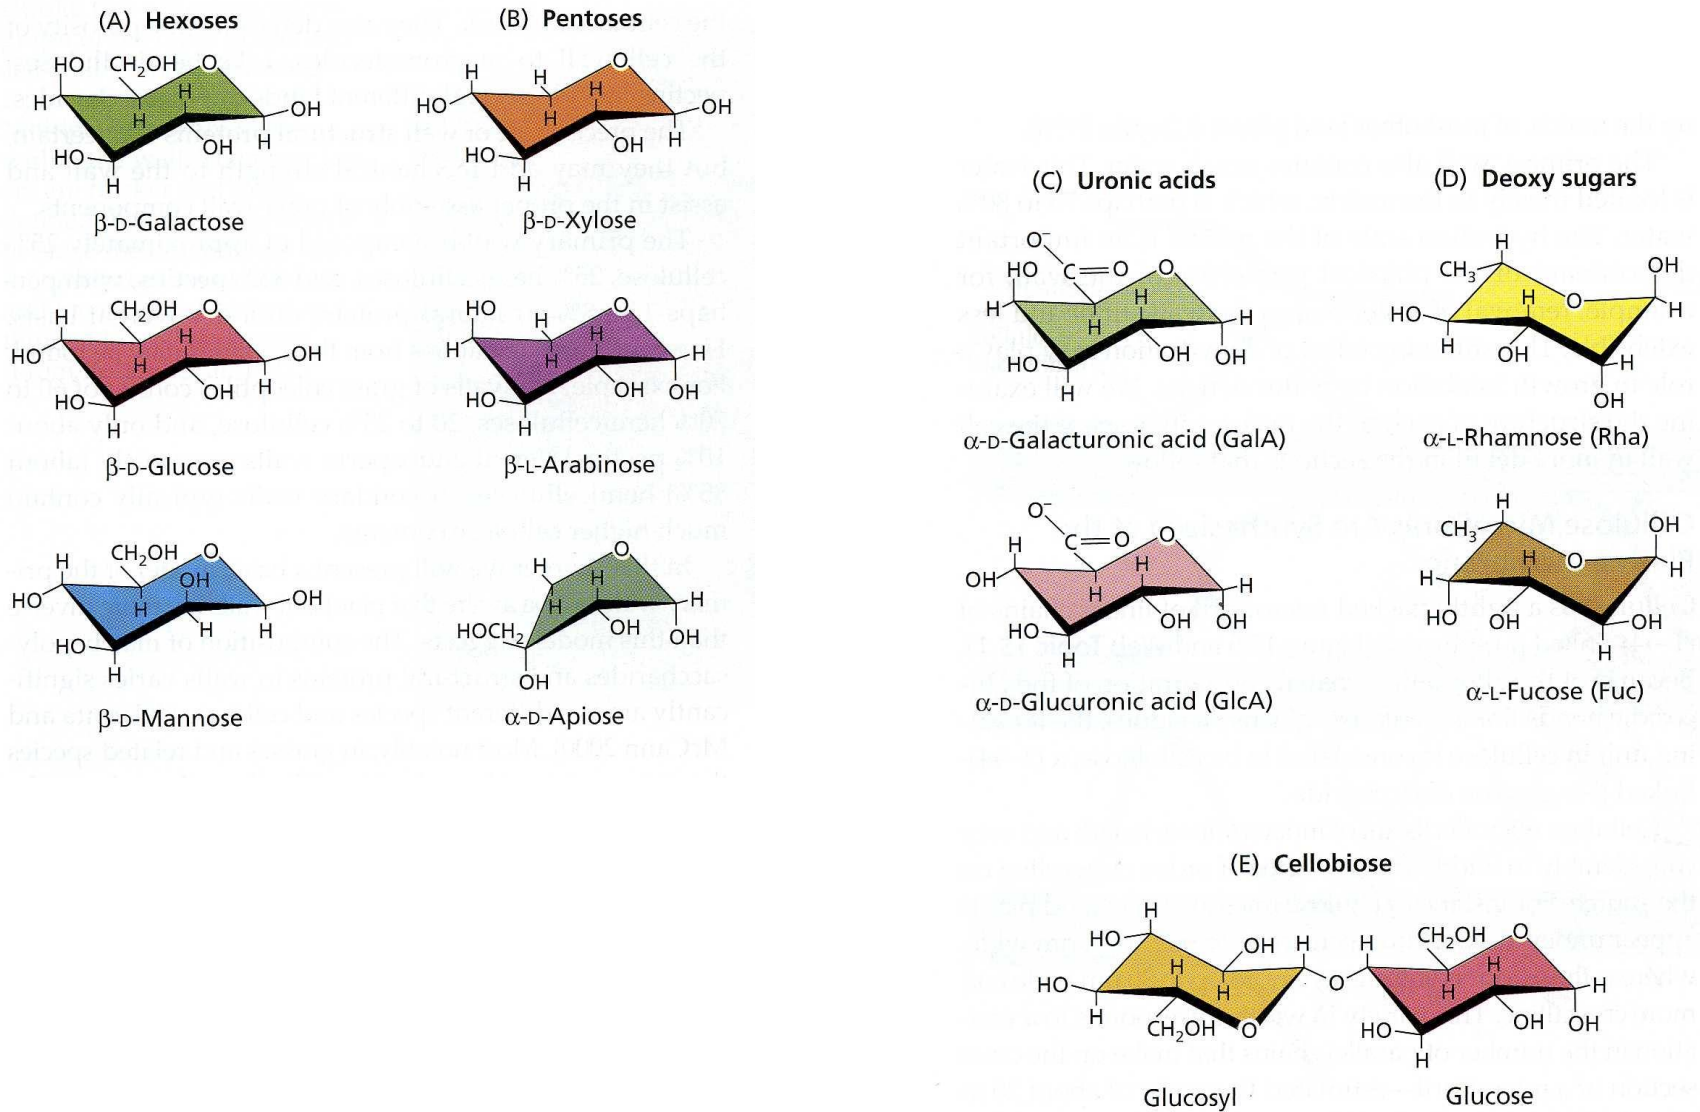 (A) Hexoses
HO CH₂OH O
H H
H OH
HO OH H
H
β-D-Galactose
H CH₂OH O
H
HO H OH
HO OH H
H
β-D-Glucose
H CH₂OH O
OH
HO H OH
HO H H
H
β-D-Mannose
(B) Pentoses
H H O
H
HO H OH
HO OH H
H
β-D-Xylose
HO H O
H
H H H
HO OH OH
H
β-L-Arabinose
O
H H
H
HOCH₂ OH OH
OH
α-D-Apiose
(C) Uronic acids
O⁻
HO C O O
H H
H H
HO OH OH
H
α-D-Galacturonic acid (GalA)
O⁻
C O O
H H
OH H H
HO OH OH
H
α-D-Glucuronic acid (GlcA)
(D) Deoxy sugars
H OH
CH₃ H O H
HO H
OH H
OH
α-L-Rhamnose (Rha)
H OH
CH₃ H O H
H H
HO OH OH
H
α-L-Fucose (Fuc)
(E) Cellobiose
H
HO OH H H CH₂OH O
HO H H O H H H
H CH₂OH O HO OH OH
H
Glucosyl Glucose